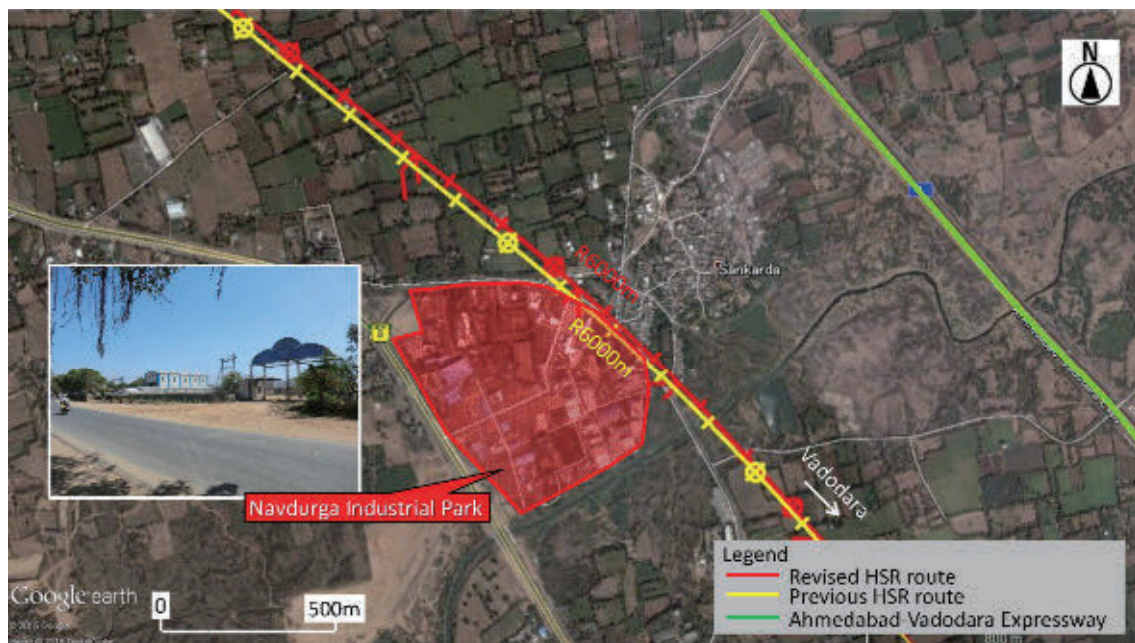 N
R6000m
Sankarda
R6000m
8
Navdurga Industrial Park
Vadodara
Legend
Revised HSR route
Previous HSR route
Ahmedabad-Vadodara Expressway
Google earth
0
500m